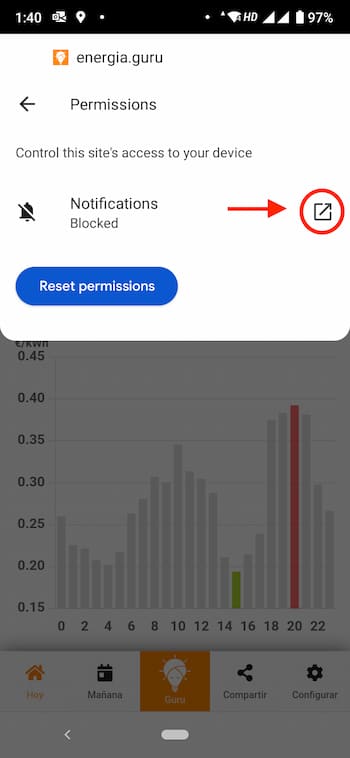 1:40 HD 97%
energia.guru
Permissions
Control this site's access to your device
Notifications
Blocked
Reset permissions
€/kWh
0.45
0.40
0.35
0.30
0.25
0.20
0.15
0 2 4 6 8 10 12 14 16 18 20 22
Hoy Mañana Guru Compartir Configurar